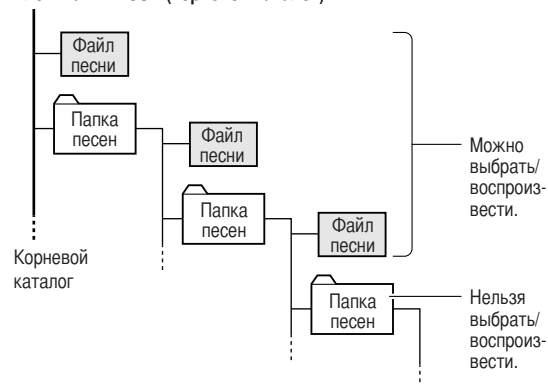 Файл
песни
Папка
песен
Файл
песни
Можно
выбрать/
воспроиз-
вести.
Папка
песен
Файл
песни
Корневой
каталог
Папка
песен
Нельзя
выбрать/
воспроиз-
вести.